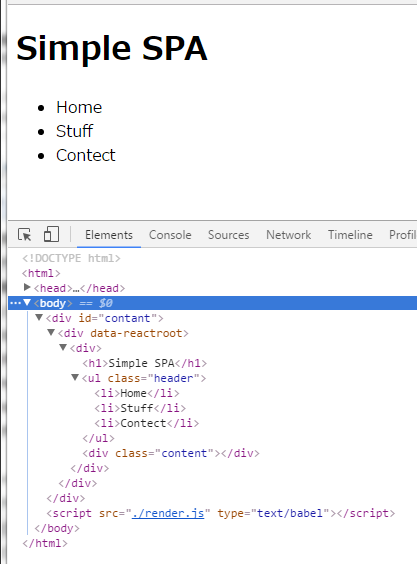 Simple SPA
Home
Stuff
Contect
Elements Console Sources Network Timeline Profil
<!DOCTYPE html>
<html>
<head>…</head>
<body> == $0
<div id="contant">
<div data-reactroot>
<div>
<h1>Simple SPA</h1>
<ul class="header">
<li>Home</li>
<li>Stuff</li>
<li>Contect</li>
</ul>
<div class="content"></div>
</div>
</div>
</div>
<script src="./render.js" type="text/babel"></script>
</body>
</html>